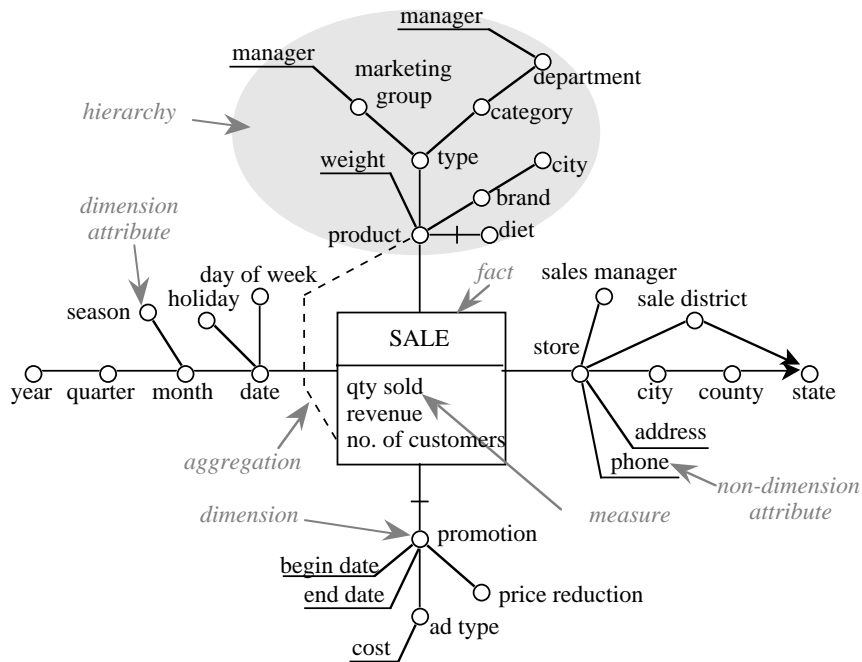 manager
manager
marketing
group
department
hierarchy
category
type
weight
city
brand
product
diet
dimension
attribute
day of week
holiday
season
fact
sales manager
sale district
SALE
store
year
quarter
month
date
qty sold
revenue
no. of customers
city
county
state
address
phone
aggregation
non-dimension
attribute
dimension
measure
promotion
begin date
end date
price reduction
ad type
cost